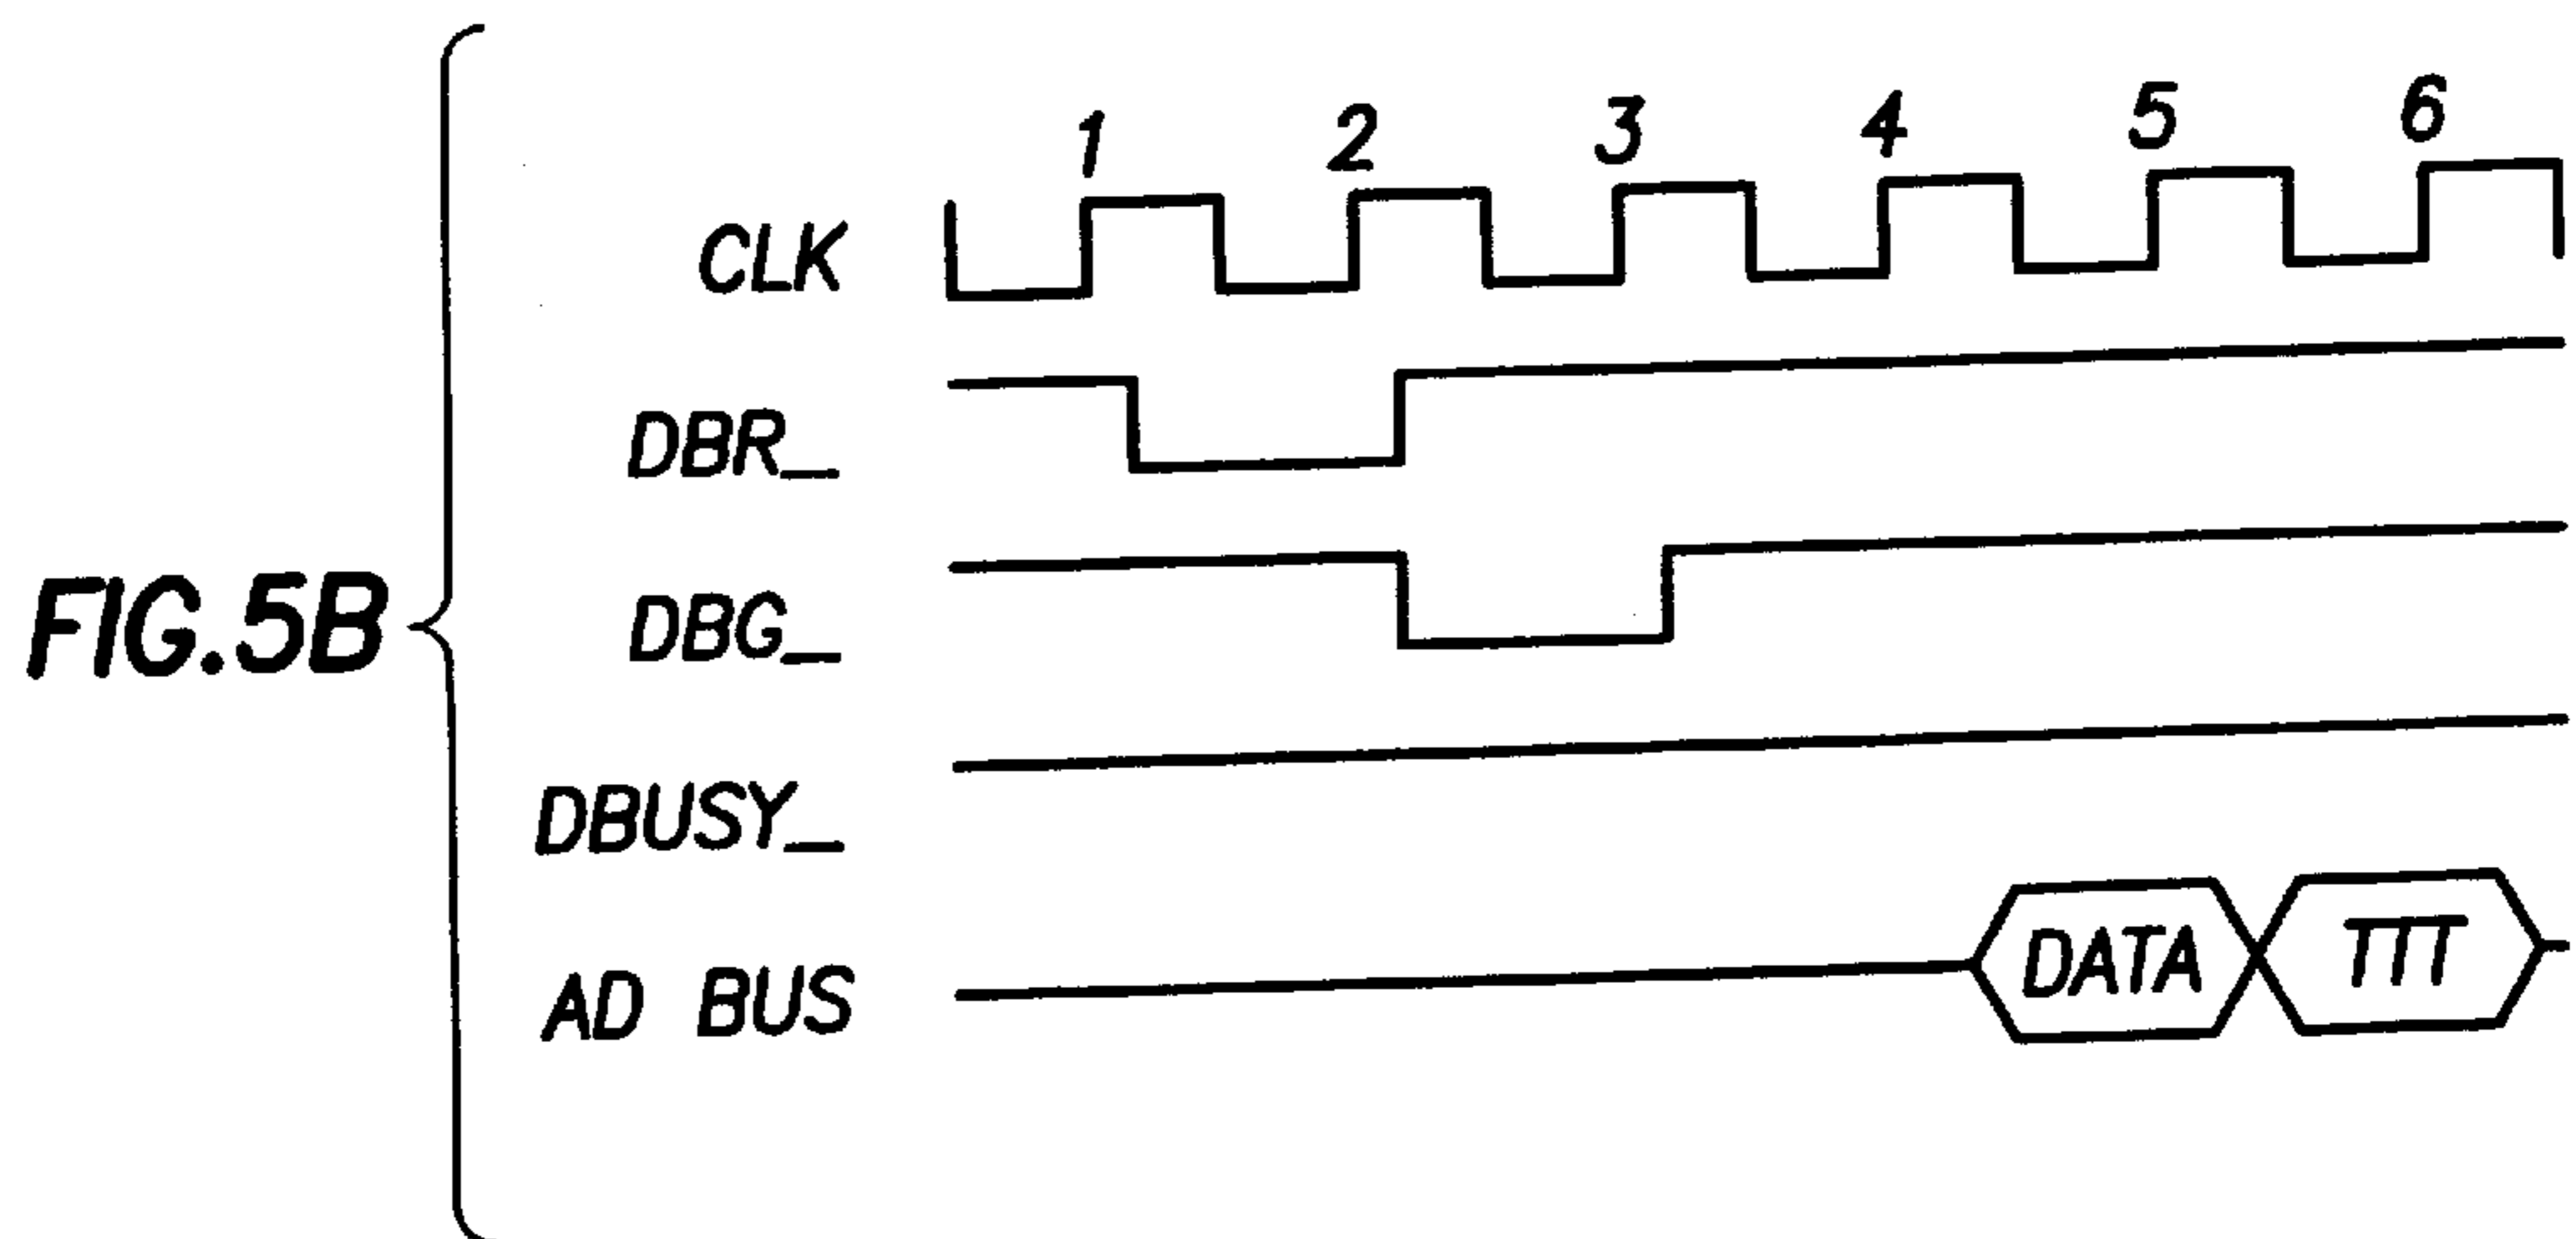 1 2 3 4 5 6
CLK
DBR_
DBG_
FIG.5B
DBUSY_
AD BUS
DATA TTT